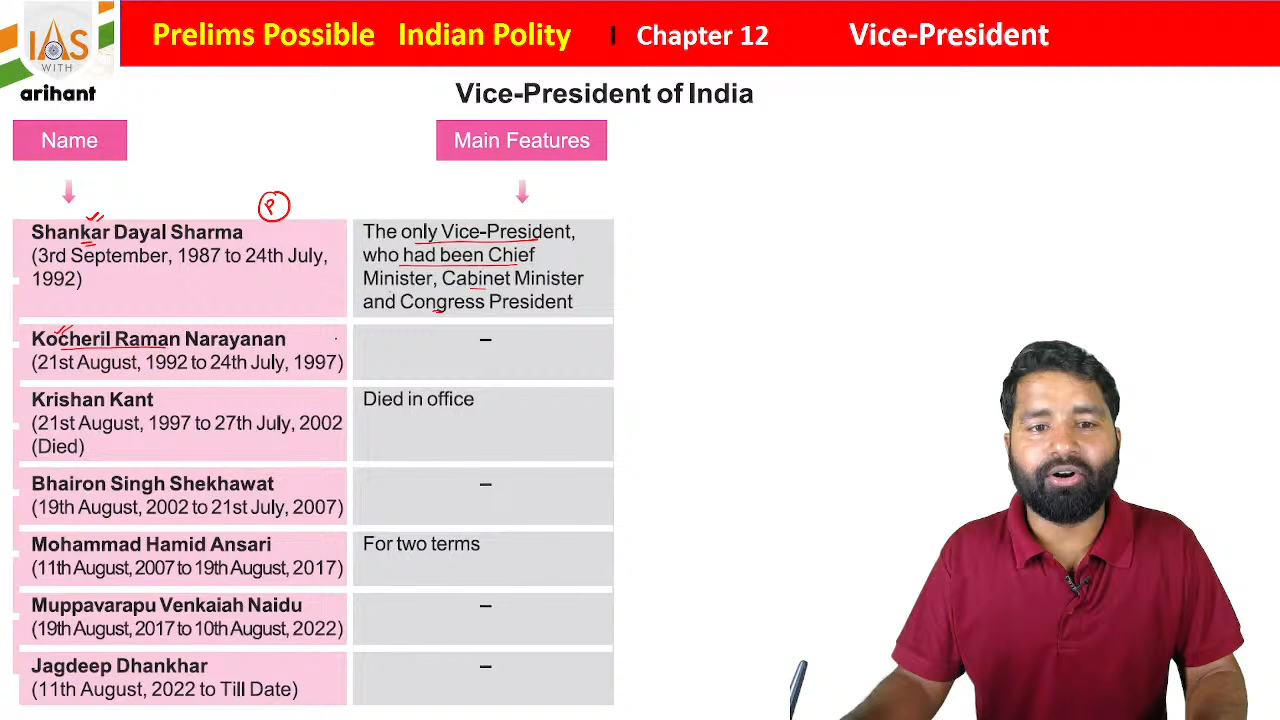 IAS
WITH
arihant
Prelims Possible Indian Polity | Chapter 12 Vice-President
Vice-President of India
Name
Main Features
Shankar Dayal Sharma
(3rd September, 1987 to 24th July,
1992)
The only Vice-President,
who had been Chief
Minister, Cabinet Minister
and Congress President
Kocheril Raman Narayanan
(21st August, 1992 to 24th July, 1997)
–
Krishan Kant
(21st August, 1997 to 27th July, 2002
(Died)
Died in office
Bhairon Singh Shekhawat
(19th August, 2002 to 21st July, 2007)
–
Mohammad Hamid Ansari
(11th August, 2007 to 19th August, 2017)
For two terms
Muppavarapu Venkaiah Naidu
(19th August, 2017 to 10th August, 2022)
–
Jagdeep Dhankhar
(11th August, 2022 to Till Date)
–